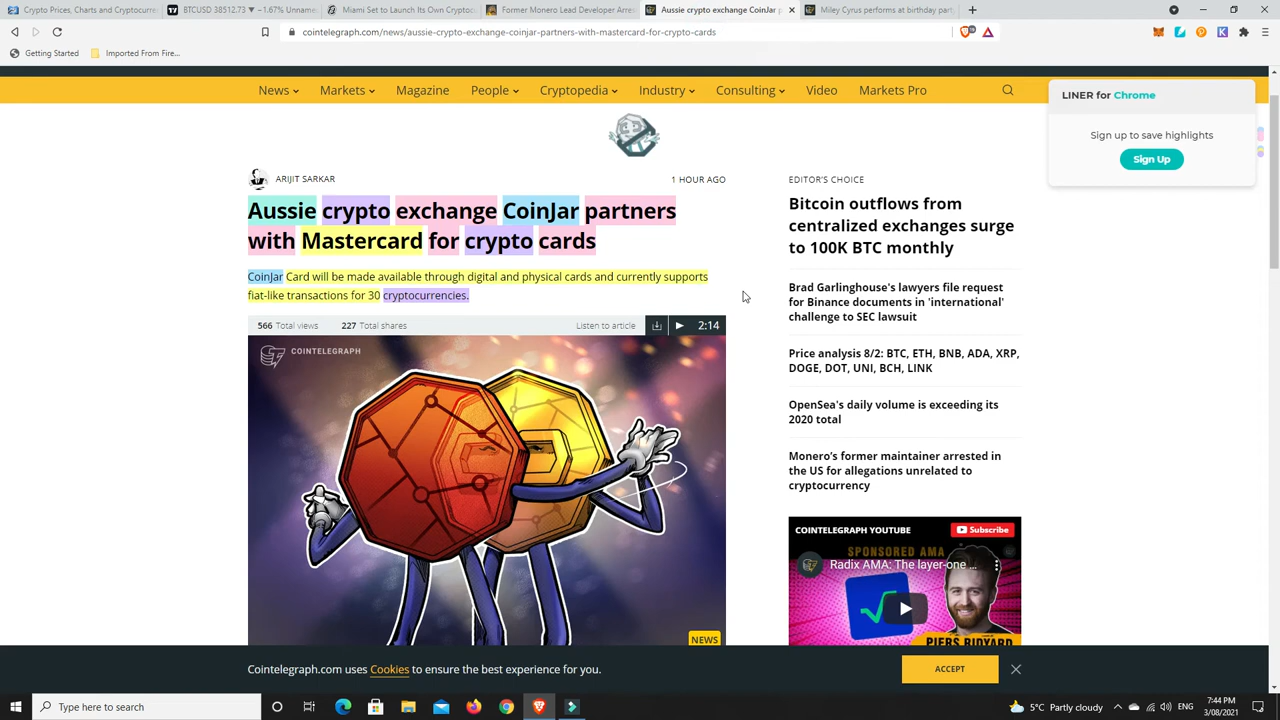 Crypto Prices, Charts and Cryptocurr
BTCUSD 38512.73 ▼ −1.67% Unname
Miami Set to Launch Its Own Cryptoc
Former Monero Lead Developer Arre
Aussie crypto exchange CoinJar p
Miley Cyrus performs at birthday part
cointelegraph.com/news/aussie-crypto-exchange-coinjar-partners-with-mastercard-for-crypto-cards
Getting Started
Imported From Fire...
News
Markets
Magazine
People
Cryptopedia
Industry
Consulting
Video
Markets Pro
LINER for Chrome
Sign up to save highlights
Sign Up
ARIJIT SARKAR
1 HOUR AGO
Aussie crypto exchange CoinJar partners
with Mastercard for crypto cards
CoinJar Card will be made available through digital and physical cards and currently supports
fiat-like transactions for 30 cryptocurrencies.
566 Total views
227 Total shares
Listen to article
2:14
COINTELEGRAPH
NEWS
EDITOR'S CHOICE
Bitcoin outflows from
centralized exchanges surge
to 100K BTC monthly
Brad Garlinghouse's lawyers file request
for Binance documents in 'international'
challenge to SEC lawsuit
Price analysis 8/2: BTC, ETH, BNB, ADA, XRP,
DOGE, DOT, UNI, BCH, LINK
OpenSea's daily volume is exceeding its
2020 total
Monero's former maintainer arrested in
the US for allegations unrelated to
cryptocurrency
COINTELEGRAPH YOUTUBE
Subscribe
SPONSORED AMA
Radix AMA: The layer-one ...
PIERS RIDYARD
Cointelegraph.com uses Cookies to ensure the best experience for you.
ACCEPT
Type here to search
5°C Partly cloudy
ENG
7:44 PM
3/08/2021